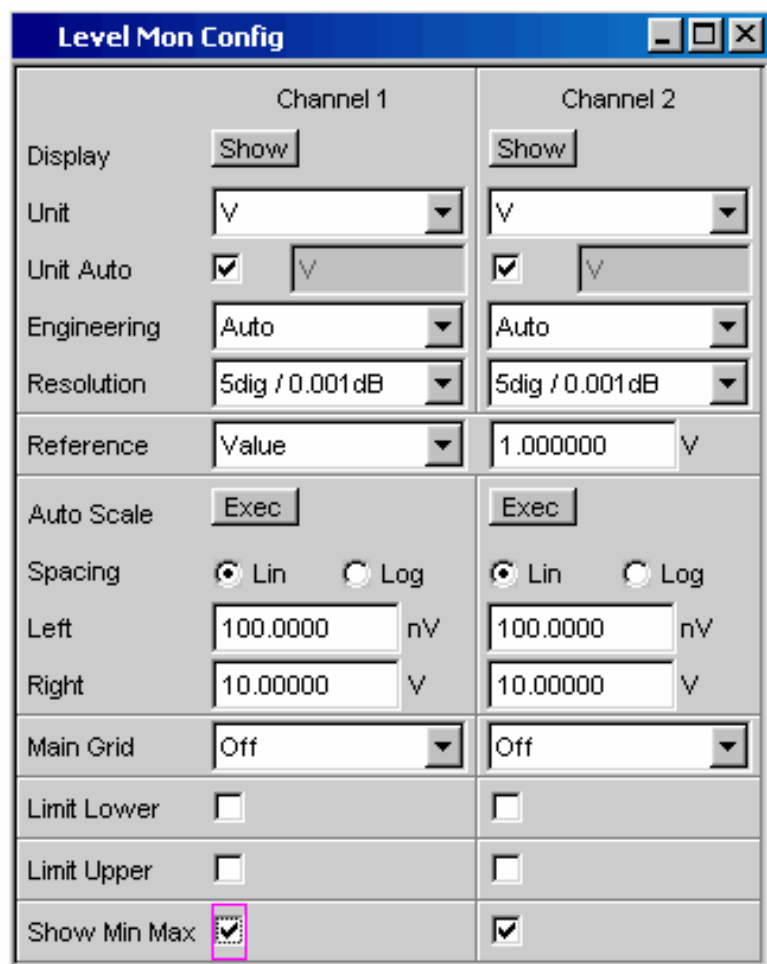 Level Mon Config
Channel 1 Channel 2
Display Show Show
Unit V V
Unit Auto V V
Engineering Auto Auto
Resolution 5dig / 0.001dB 5dig / 0.001dB
Reference Value 1.000000 V
Auto Scale Exec Exec
Spacing Lin Log Lin Log
Left 100.0000 nV 100.0000 nV
Right 10.00000 V 10.00000 V
Main Grid Off Off
Limit Lower
Limit Upper
Show Min Max